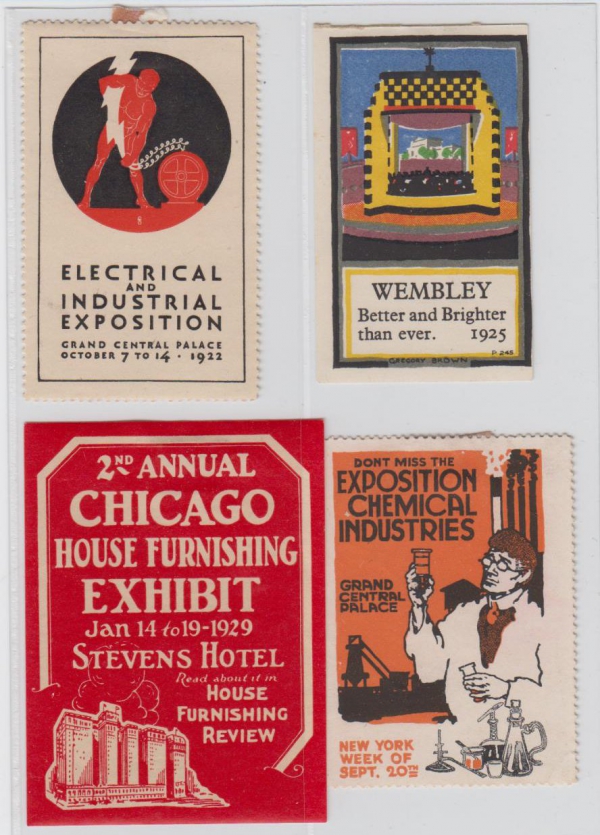 ELECTRICAL
AND
INDUSTRIAL
EXPOSITION
GRAND CENTRAL PALACE
OCTOBER 7 TO 14 · 1922
WEMBLEY
Better and Brighter
than ever. 1925
P. 245
GREGORY BROWN
2ND ANNUAL
CHICAGO
HOUSE FURNISHING
EXHIBIT
Jan 14 to 19-1929
STEVENS HOTEL
Read about it in
HOUSE
FURNISHING
REVIEW
DONT MISS THE
EXPOSITION
CHEMICAL
INDUSTRIES
GRAND
CENTRAL
PALACE
NEW YORK
WEEK OF
SEPT. 20TH